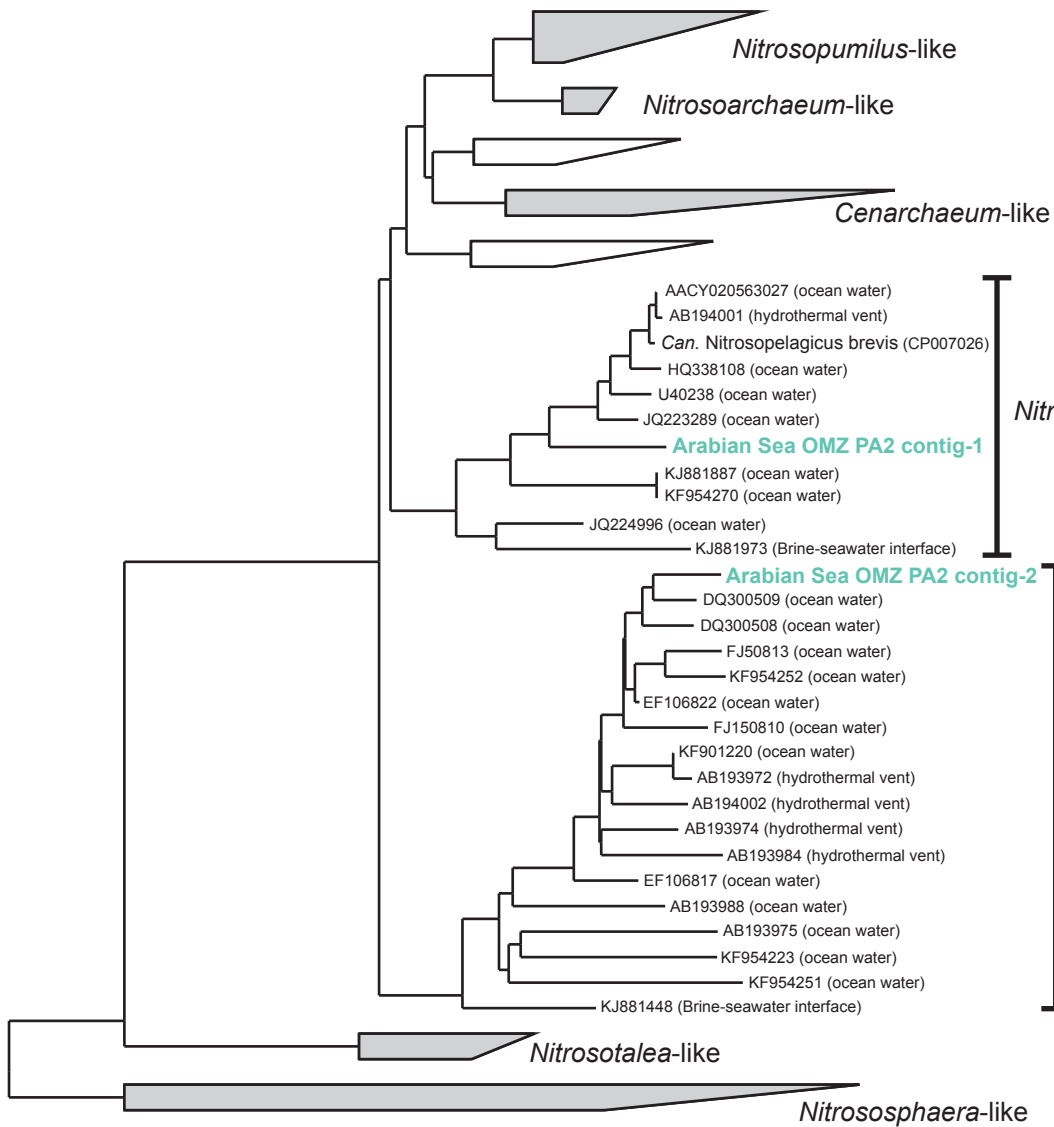 Nitrosopumilus-like
Nitrosoarchaeum-like
Cenarchaeum-like
AACY020563027 (ocean water)
AB194001 (hydrothermal vent)
Can. Nitrosopelagicus brevis (CP007026)
HQ338108 (ocean water)
U40238 (ocean water)
Nitr
JQ223289 (ocean water)
Arabian Sea OMZ PA2 contig-1
KJ881887 (ocean water)
KF954270 (ocean water)
JQ224996 (ocean water)
KJ881973 (Brine-seawater interface)
Arabian Sea OMZ PA2 contig-2
DQ300509 (ocean water)
DQ300508 (ocean water)
FJ50813 (ocean water)
KF954252 (ocean water)
EF106822 (ocean water)
FJ150810 (ocean water)
KF901220 (ocean water)
AB193972 (hydrothermal vent)
AB194002 (hydrothermal vent)
AB193974 (hydrothermal vent)
AB193984 (hydrothermal vent)
EF106817 (ocean water)
AB193988 (ocean water)
AB193975 (ocean water)
KF954223 (ocean water)
KF954251 (ocean water)
KJ881448 (Brine-seawater interface)
Nitrosotalea-like
Nitrososphaera-like